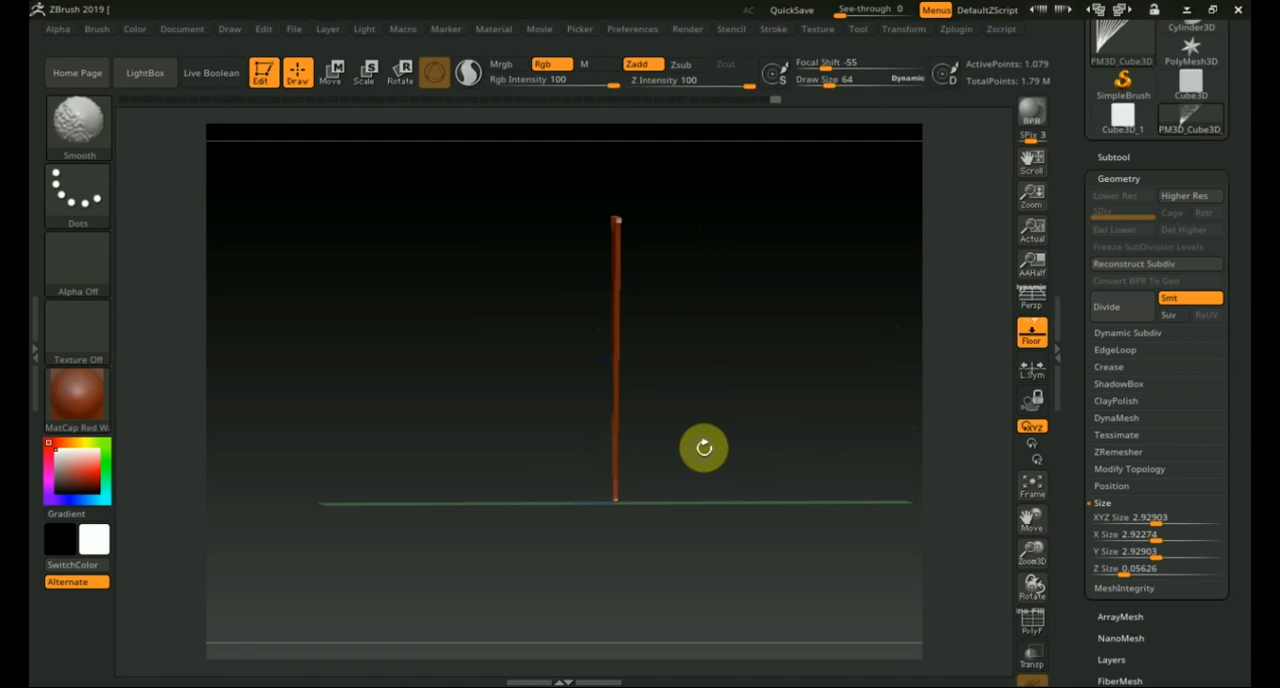 ZBrush 2019 [
AC QuickSave See-through 0 Menus DefaultZScript
Alpha Brush Color Document Draw Edit File Layer Light Macro Marker Material Movie Picker Preferences Render Stencil Stroke Texture Tool Transform Zplugin Zscript
Home Page LightBox Live Boolean Edit Draw Move Scale Rotate
Mrgb Rgb M Zadd Zsub Zcut
Rgb Intensity 100 Z Intensity 100
S Focal Shift -55
Draw Size 64 Dynamic D
ActivePoints: 1.079
TotalPoints: 1.79 M
Smooth
Dots
Alpha Off
Texture Off
MatCap Red Wa
Gradient
SwitchColor
Alternate
BPR
SPix 3
Scroll
Zoom
Actual
AAHalf
Dynamic
Persp
Floor
L.Sym
XYZ
Frame
Move
Zoom3D
Rotate
Line Fill
PolyF
Transp
Cylinder3D
PM3D_Cube3D
PolyMesh3D
SimpleBrush Cube3D
Cube3D_1 PM3D_Cube3D_
Subtool
Geometry
Lower Res Higher Res
SDiv Cage Rstr
Del Lower Del Higher
Freeze SubDivision Levels
Reconstruct Subdiv
Convert BPR To Geo
Divide Smt
Suv ReUV
Dynamic Subdiv
EdgeLoop
Crease
ShadowBox
ClayPolish
DynaMesh
Tessimate
ZRemesher
Modify Topology
Position
Size
XYZ Size 2.92903
X Size 2.92274
Y Size 2.92903
Z Size 0.05626
MeshIntegrity
ArrayMesh
NanoMesh
Layers
FiberMesh